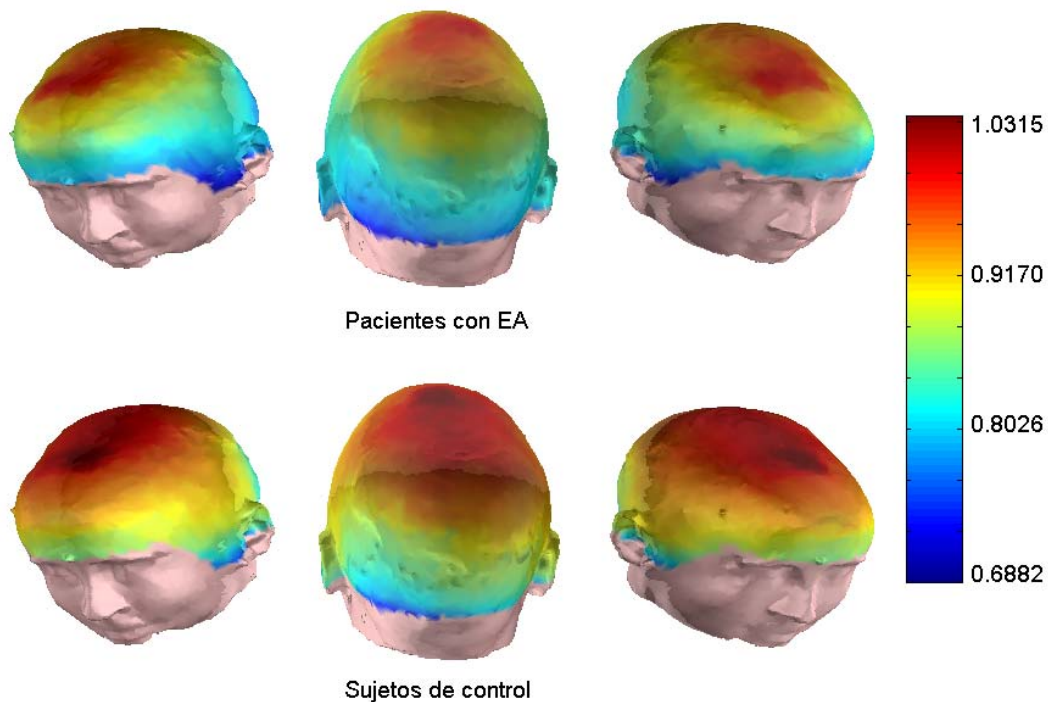 1.0315
0.9170
Pacientes con EA
0.8026
0.6882
Sujetos de control